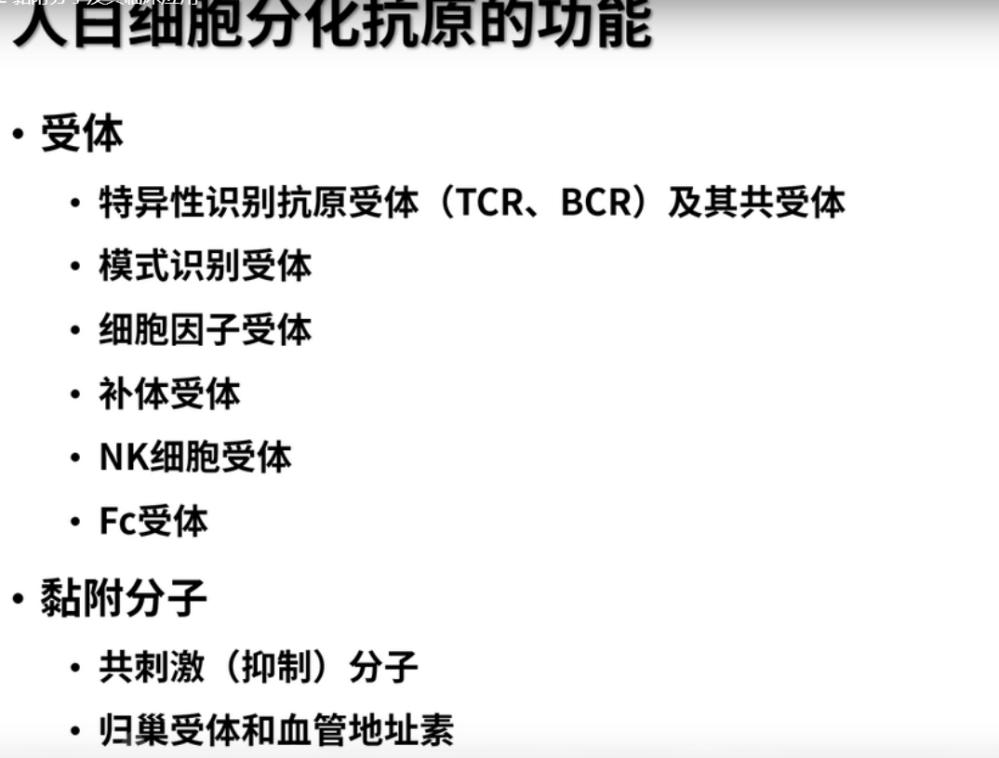 人白细胞分化抗原的功能
• 受体
• 特异性识别抗原受体（TCR、BCR）及其共受体
• 模式识别受体
• 细胞因子受体
• 补体受体
• NK细胞受体
• Fc受体
• 黏附分子
• 共刺激（抑制）分子
• 归巢受体和血管地址素